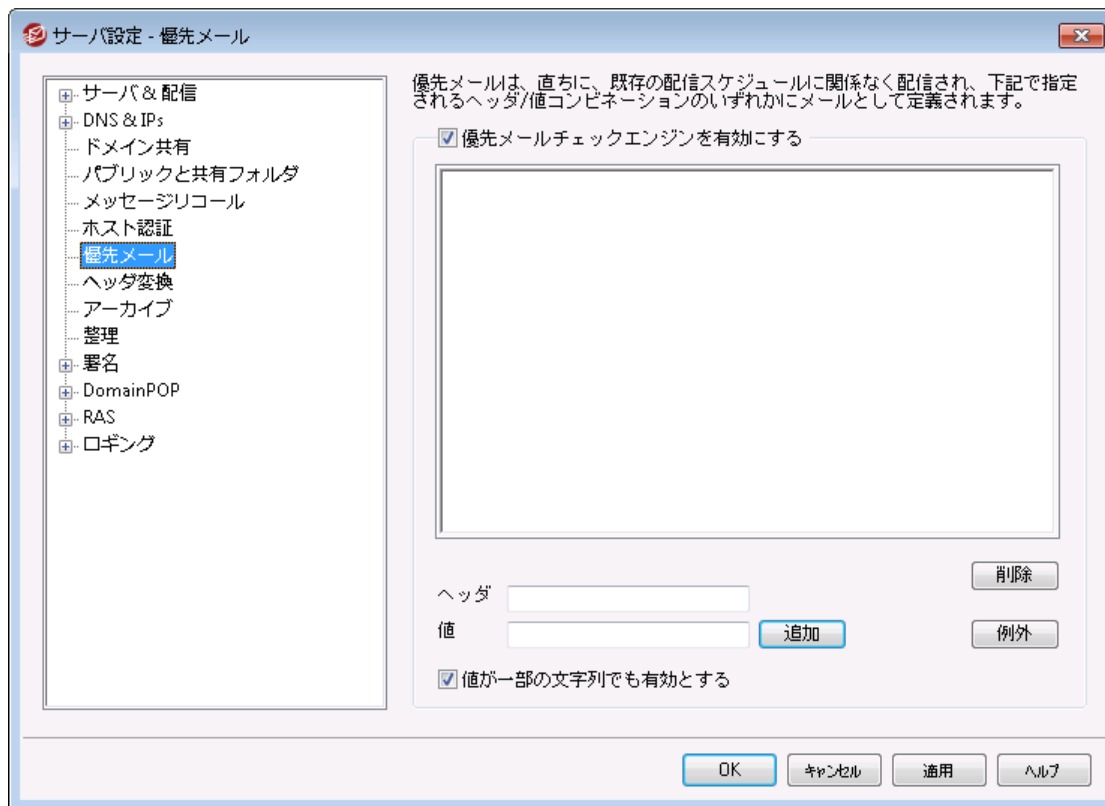 サーバ設定 - 優先メール
サーバ & 配信
DNS & IPs
ドメイン共有
パブリックと共有フォルダ
メッセージリコール
ホスト認証
優先メール
ヘッダ変換
アーカイブ
整理
署名
DomainPOP
RAS
ロギング
優先メールは、直ちに、既存の配信スケジュールに関係なく配信され、下記で指定
されるヘッダ/値コンビネーションのいずれかにメールとして定義されます。
優先メールチェックエンジンを有効にする
削除
ヘッダ
値
追加
例外
値が一部の文字列でも有効とする
OK
キャンセル
適用
ヘルプ